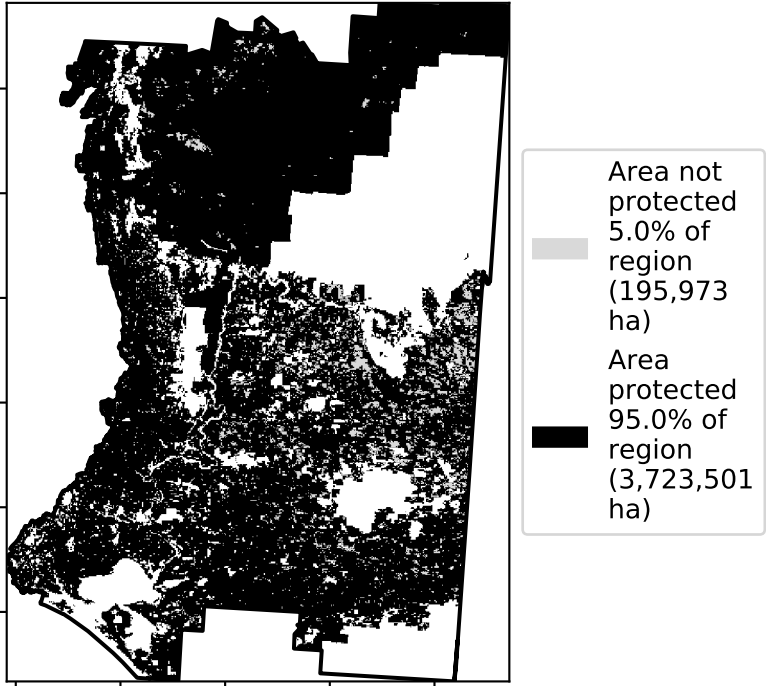 Area not
protected
5.0% of
region
(195,973
ha)
Area
protected
95.0% of
region
(3,723,501
ha)